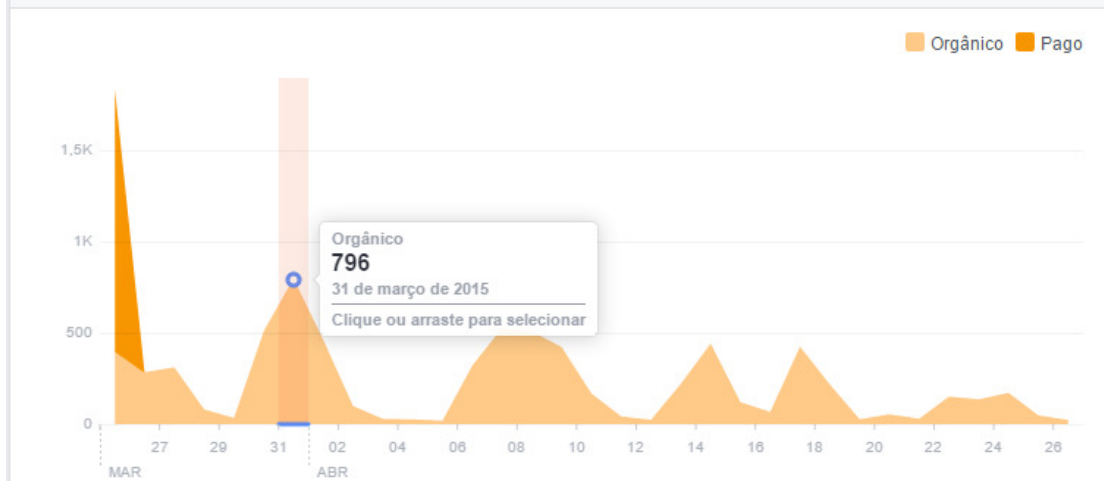 Orgânico Pago
1,5K
1K
Orgânico
796
31 de março de 2015
Clique ou arraste para selecionar
500
0
27 29 31 02 04 06 08 10 12 14 16 18 20 22 24 26
MAR ABR